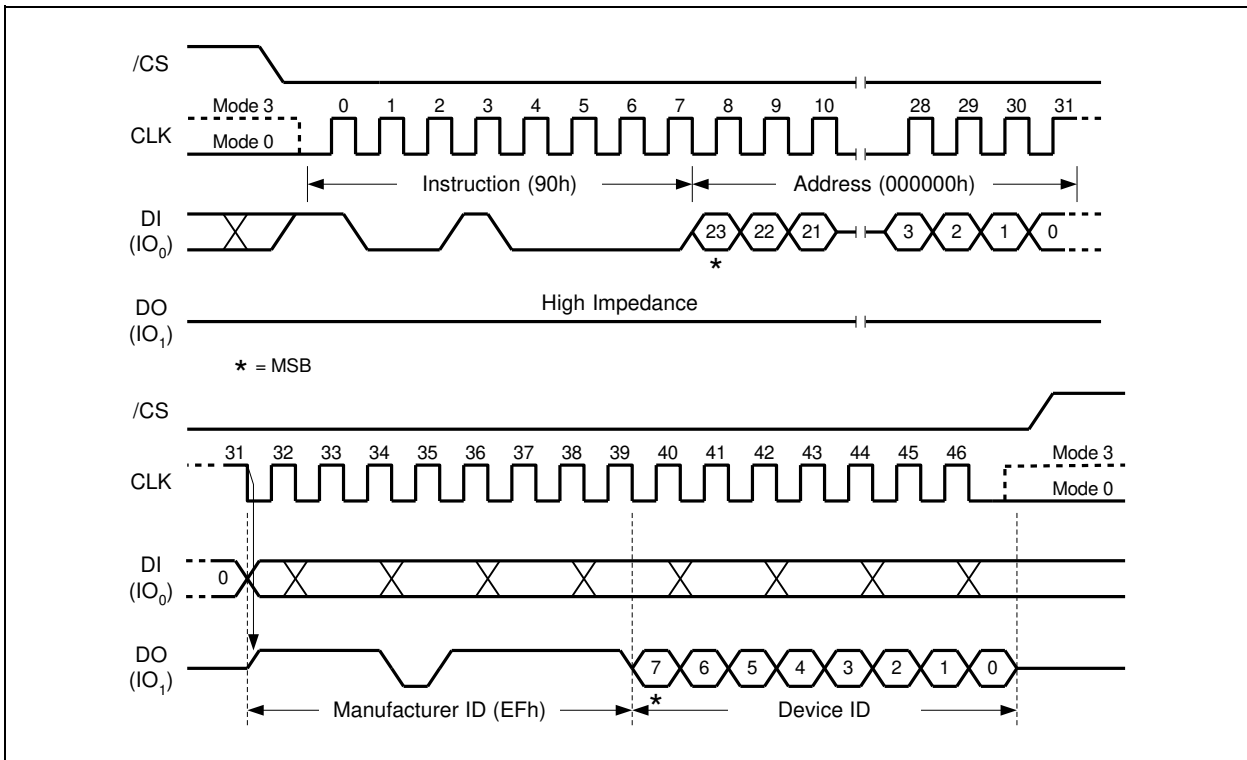 /CS
Mode 3 0 1 2 3 4 5 6 7 8 9 10 28 29 30 31
CLK
Mode 0
Instruction (90h) Address (000000h)
DI
(IO0) 23 22 21 3 2 1 0
*
High Impedance
DO
(IO1)
* = MSB
/CS
31 32 33 34 35 36 37 38 39 40 41 42 43 44 45 46 Mode 3
CLK
Mode 0
DI
(IO0) 0
DO
(IO1) 7 6 5 4 3 2 1 0
*
Manufacturer ID (EFh) Device ID